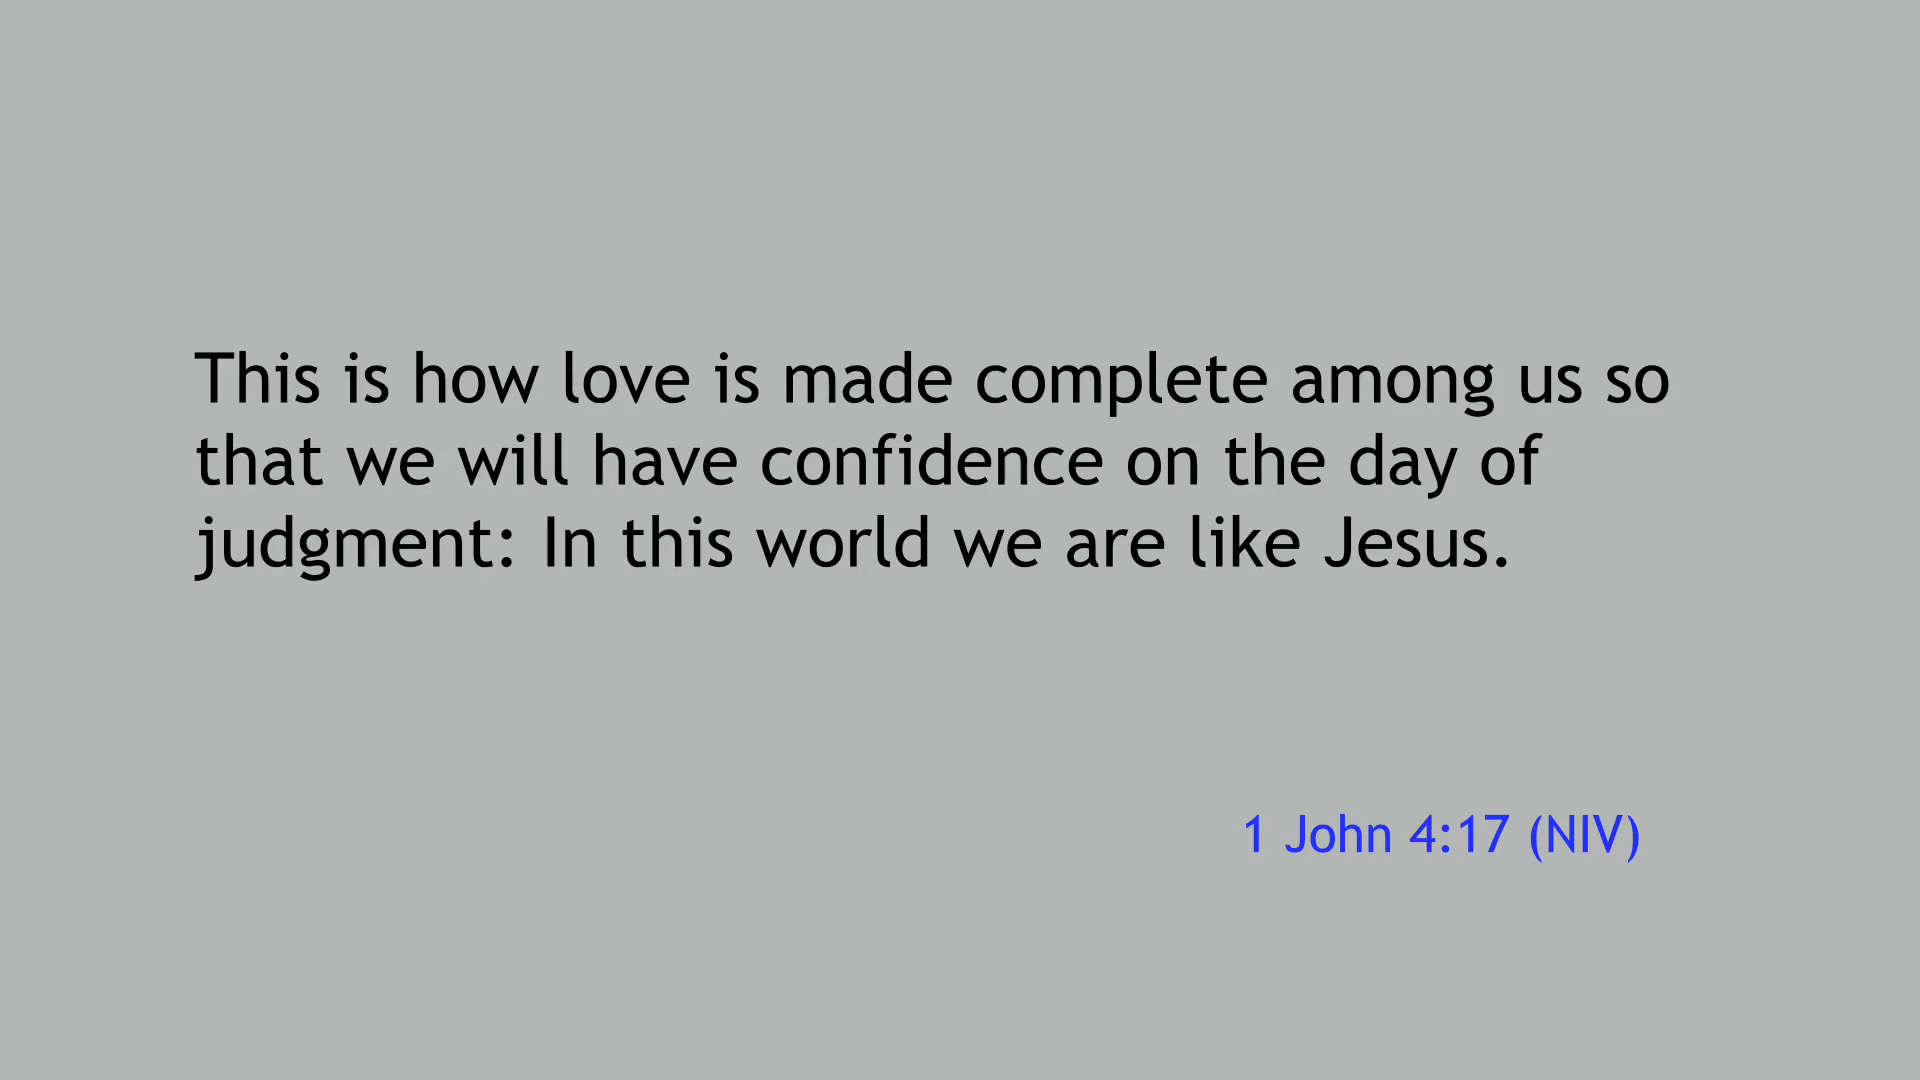 This is how love is made complete among us so
that we will have confidence on the day of
judgment: In this world we are like Jesus.
1 John 4:17 (NIV)